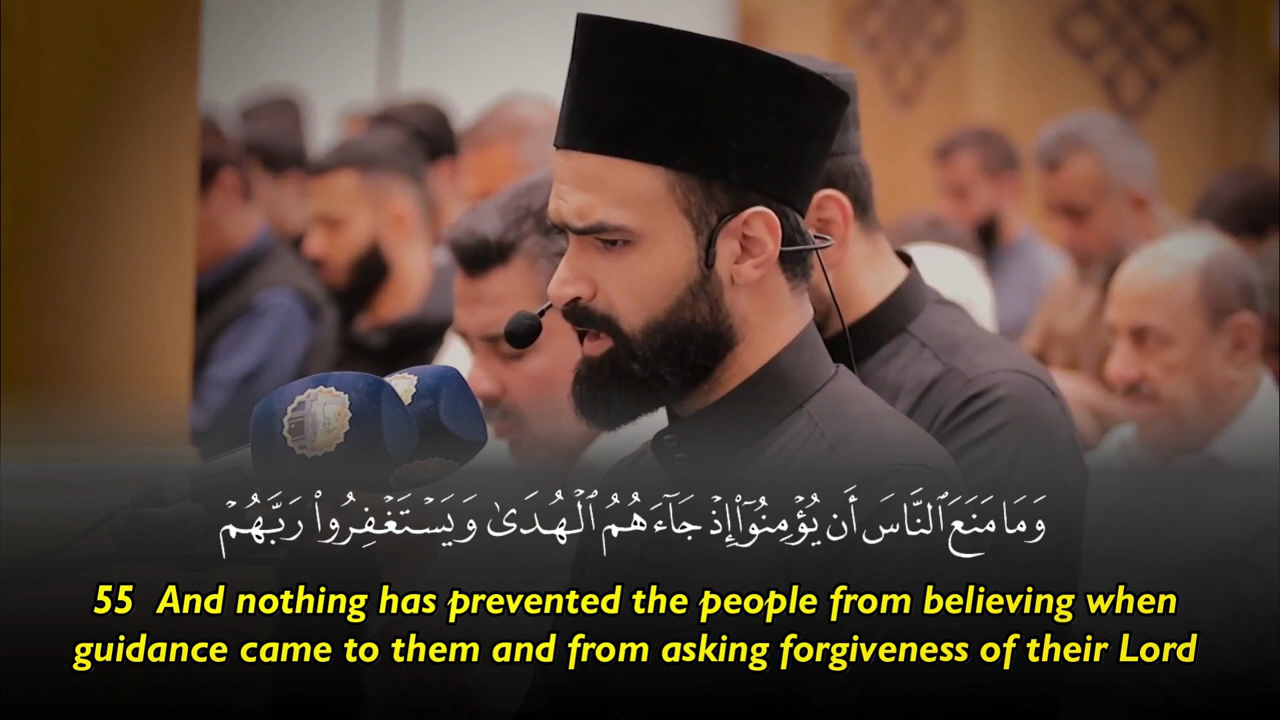 وَمَا مَنَعَ ٱلنَّاسَ أَن يُؤْمِنُوٓا۟ إِذْ جَآءَهُمُ ٱلْهُدَىٰ وَيَسْتَغْفِرُوا۟ رَبَّهُمْ
55 And nothing has prevented the people from believing when
guidance came to them and from asking forgiveness of their Lord